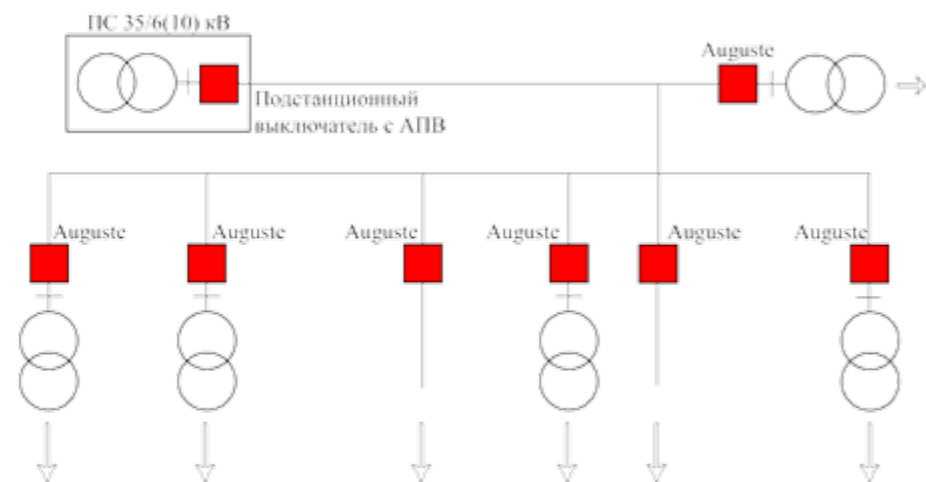 ПС 35/6(10) кВ
Auguste
Подстанционный
выключатель с АПВ
Auguste
Auguste
Auguste
Auguste
Auguste
Auguste